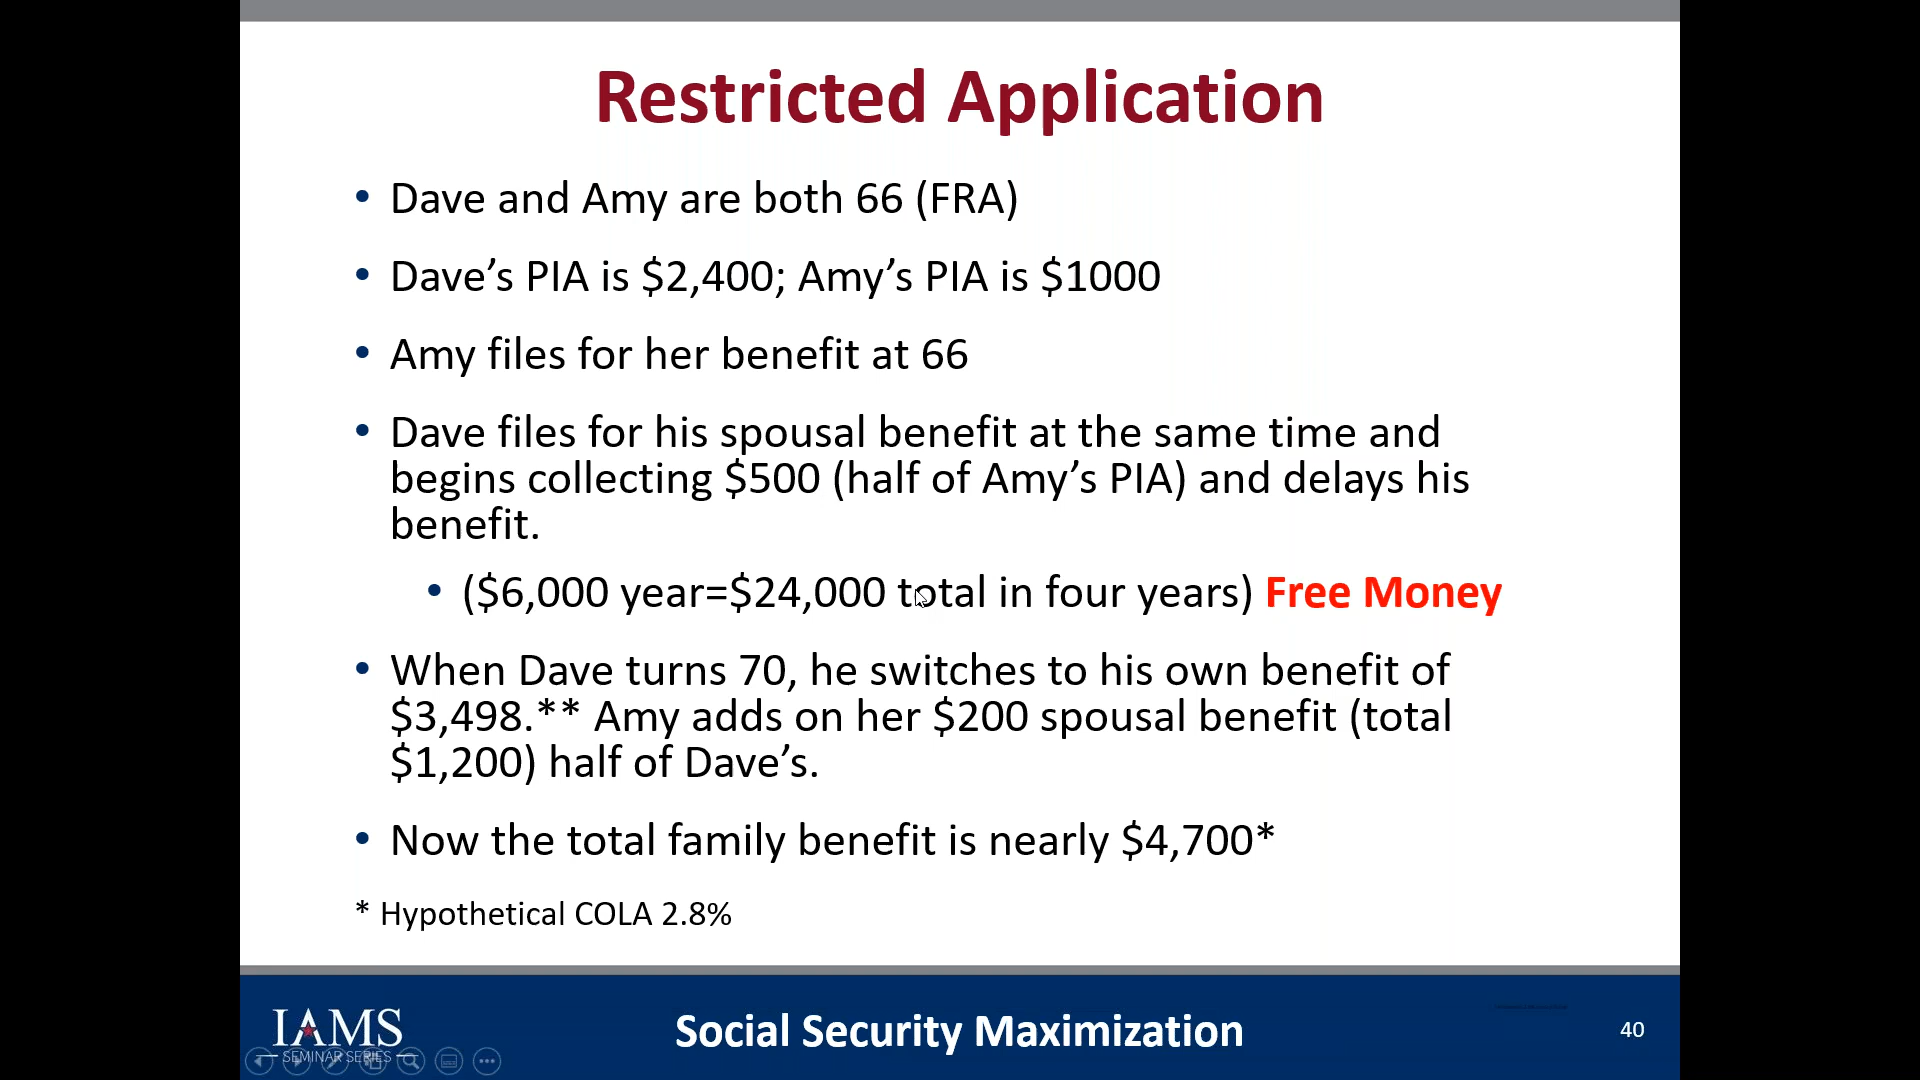 Restricted Application
• Dave and Amy are both 66 (FRA)
• Dave’s PIA is $2,400; Amy’s PIA is $1000
• Amy files for her benefit at 66
• Dave files for his spousal benefit at the same time and
begins collecting $500 (half of Amy’s PIA) and delays his
benefit.
• ($6,000 year=$24,000 total in four years) Free Money
• When Dave turns 70, he switches to his own benefit of
$3,498.** Amy adds on her $200 spousal benefit (total
$1,200) half of Dave’s.
• Now the total family benefit is nearly $4,700*
* Hypothetical COLA 2.8%
IAMS
SEMINAR SERIES
Social Security Maximization
40